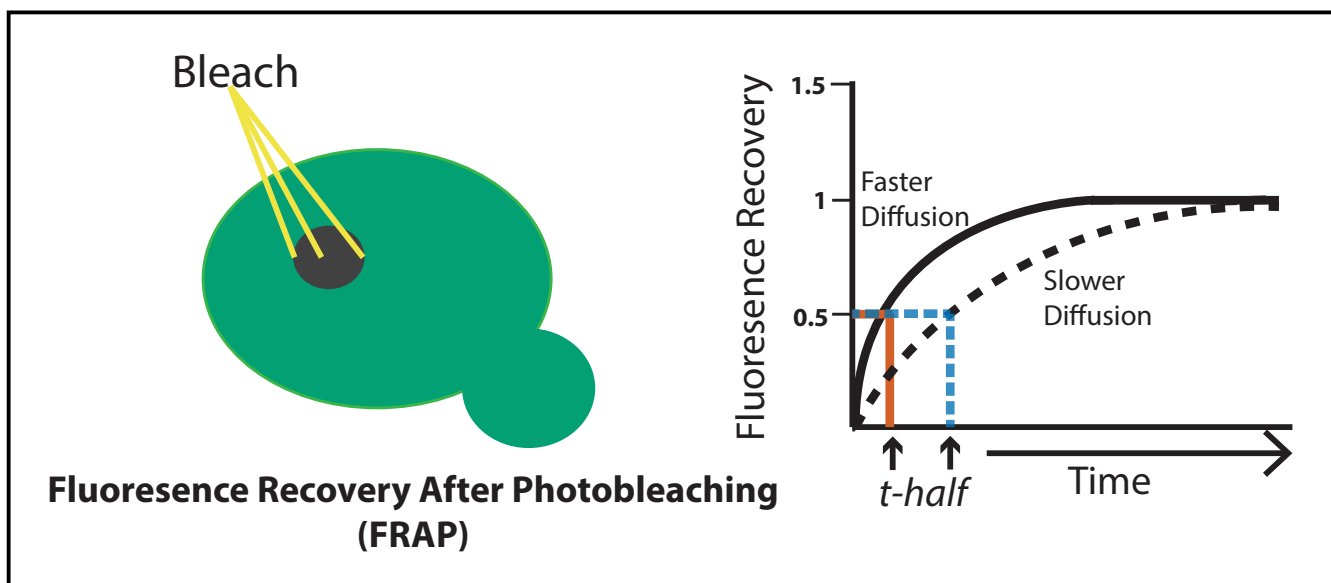 Bleach
Fluoresence Recovery After Photobleaching
(FRAP)
Fluoresence Recovery
1.5
1
0.5
Faster
Diffusion
Slower
Diffusion
t-half
Time